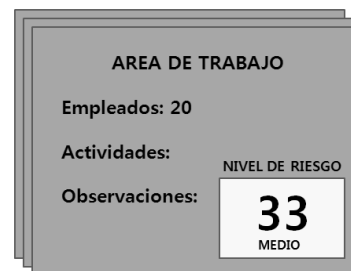 AREA DE TRABAJO
Empleados: 20
Actividades:
Observaciones:
NIVEL DE RIESGO
33
MEDIO